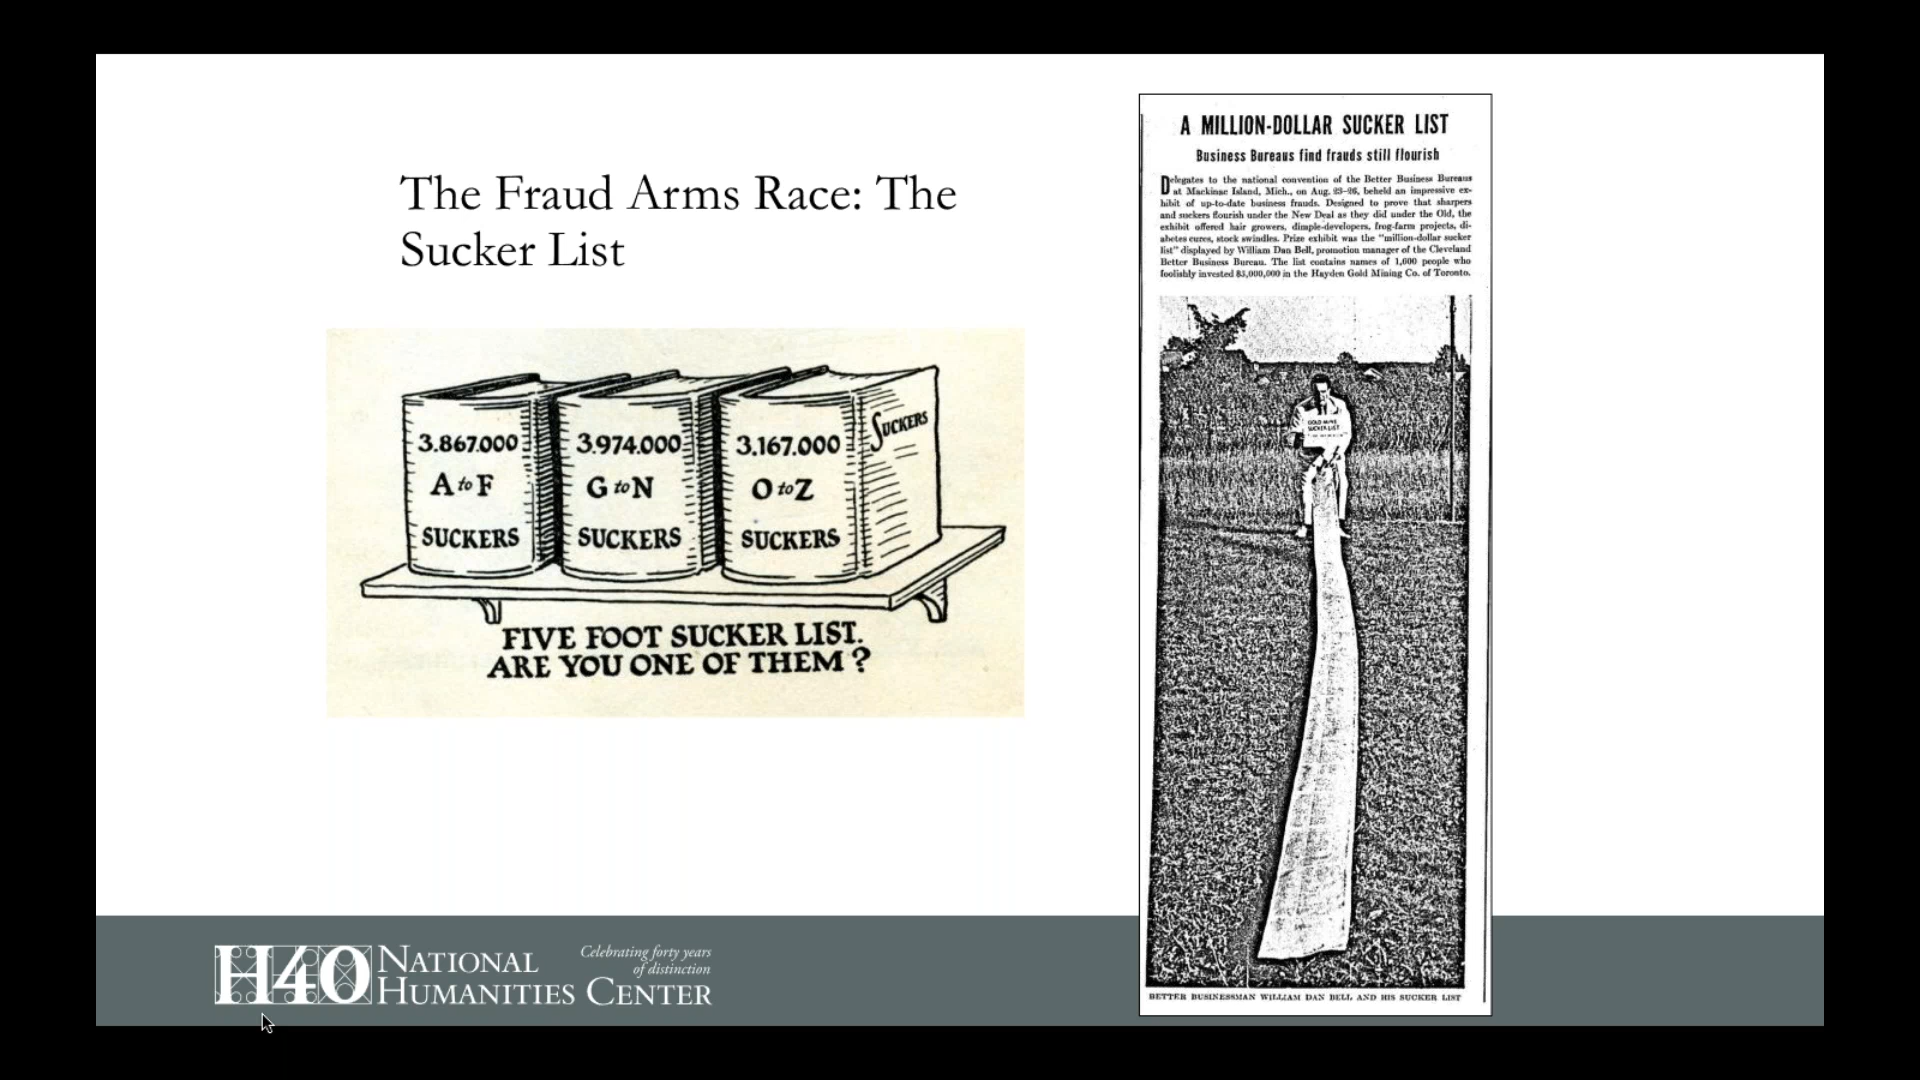 The Fraud Arms Race: The
Sucker List
3.867.000
A to F
SUCKERS
3.974.000
G to N
SUCKERS
3.167.000
O to Z
SUCKERS
SUCKERS
FIVE FOOT SUCKER LIST.
ARE YOU ONE OF THEM?
A MILLION-DOLLAR SUCKER LIST
Business Bureaus find frauds still flourish
Delegates to the national convention of the Better Business Bureaus
at Mackinac Island, Mich., on Aug. 23-26, beheld an impressive ex-
hibit of up-to-date business frauds. Designed to prove that sharpers
and suckers flourish under the New Deal as they did under the Old, the
exhibit offered hair growers, dimple-developers, frog-farm projects, di-
abetes cures, stock swindles. Prize exhibit was the "million-dollar sucker
list" displayed by William Dan Bell, promotion manager of the Cleveland
Better Business Bureau. The list contains names of 1,600 people who
foolishly invested $3,000,000 in the Hayden Gold Mining Co. of Toronto.
GOLD MINE
SUCKER LIST
BETTER BUSINESSMAN WILLIAM DAN BELL AND HIS SUCKER LIST
H40
NATIONAL
HUMANITIES CENTER
Celebrating forty years
of distinction